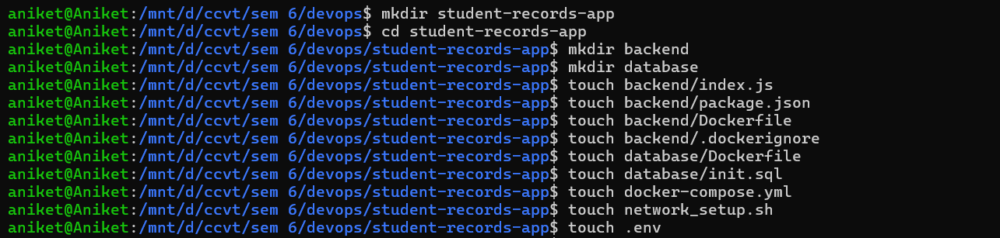 aniket@Aniket:/mnt/d/ccvt/sem 6/devops$ mkdir student-records-app
aniket@Aniket:/mnt/d/ccvt/sem 6/devops$ cd student-records-app
aniket@Aniket:/mnt/d/ccvt/sem 6/devops/student-records-app$ mkdir backend
aniket@Aniket:/mnt/d/ccvt/sem 6/devops/student-records-app$ mkdir database
aniket@Aniket:/mnt/d/ccvt/sem 6/devops/student-records-app$ touch backend/index.js
aniket@Aniket:/mnt/d/ccvt/sem 6/devops/student-records-app$ touch backend/package.json
aniket@Aniket:/mnt/d/ccvt/sem 6/devops/student-records-app$ touch backend/Dockerfile
aniket@Aniket:/mnt/d/ccvt/sem 6/devops/student-records-app$ touch backend/.dockerignore
aniket@Aniket:/mnt/d/ccvt/sem 6/devops/student-records-app$ touch database/Dockerfile
aniket@Aniket:/mnt/d/ccvt/sem 6/devops/student-records-app$ touch database/init.sql
aniket@Aniket:/mnt/d/ccvt/sem 6/devops/student-records-app$ touch docker-compose.yml
aniket@Aniket:/mnt/d/ccvt/sem 6/devops/student-records-app$ touch network_setup.sh
aniket@Aniket:/mnt/d/ccvt/sem 6/devops/student-records-app$ touch .env